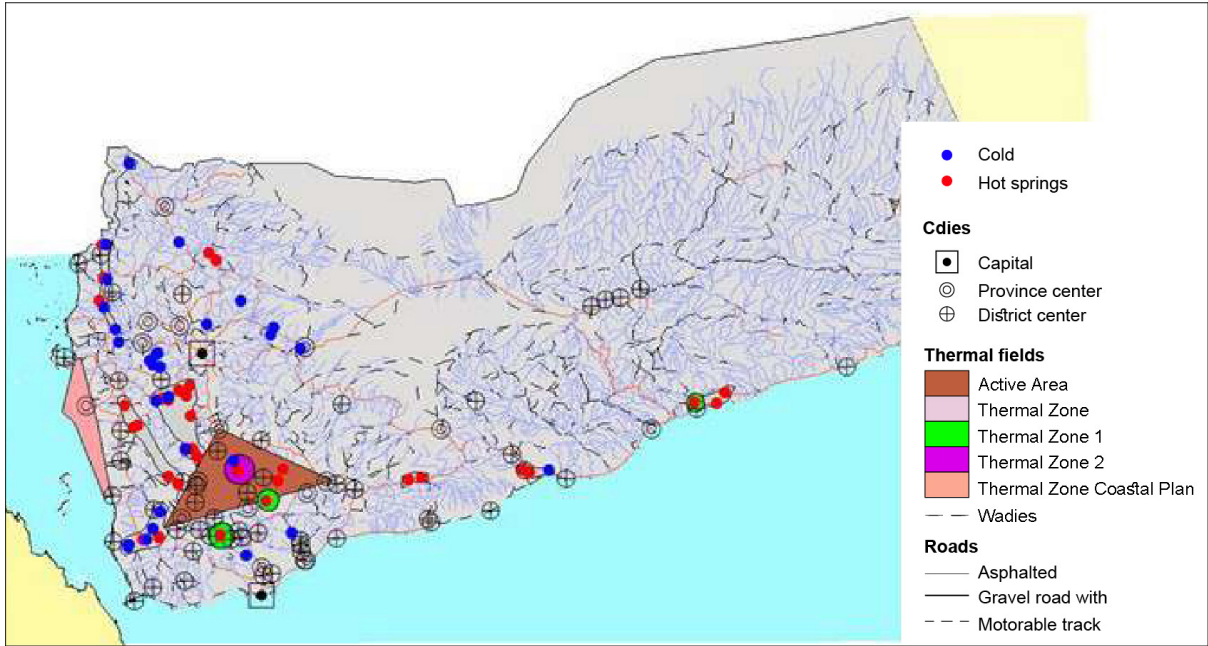 Cold
Hot springs
Cdies
Capital
Province center
District center
Thermal fields
Active Area
Thermal Zone
Thermal Zone 1
Thermal Zone 2
Thermal Zone Coastal Plan
Wadies
Roads
Asphalted
Gravel road with
Motorable track